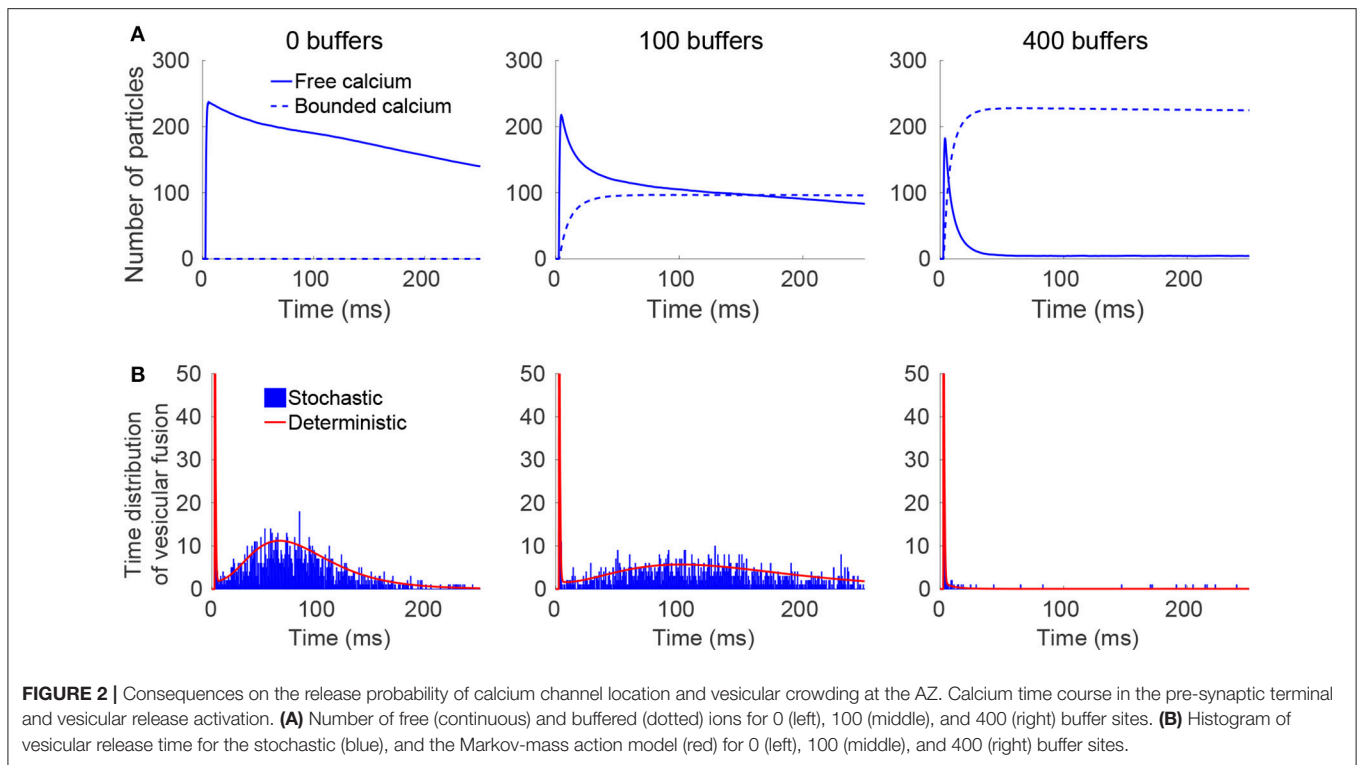 A
0 buffers
100 buffers
400 buffers
Number of particles
300
200
100
0
Free calcium
Bounded calcium
0 100 200
Time (ms)
300
200
100
0
0 100 200
Time (ms)
300
200
100
0
0 100 200
Time (ms)
B
Time distribution
of vesicular fusion
50
40
30
20
10
0
Stochastic
Deterministic
0 100 200
Time (ms)
50
40
30
20
10
0
0 100 200
Time (ms)
50
40
30
20
10
0
0 100 200
Time (ms)
FIGURE 2 | Consequences on the release probability of calcium channel location and vesicular crowding at the AZ. Calcium time course in the pre-synaptic terminal
and vesicular release activation. (A) Number of free (continuous) and buffered (dotted) ions for 0 (left), 100 (middle), and 400 (right) buffer sites. (B) Histogram of
vesicular release time for the stochastic (blue), and the Markov-mass action model (red) for 0 (left), 100 (middle), and 400 (right) buffer sites.